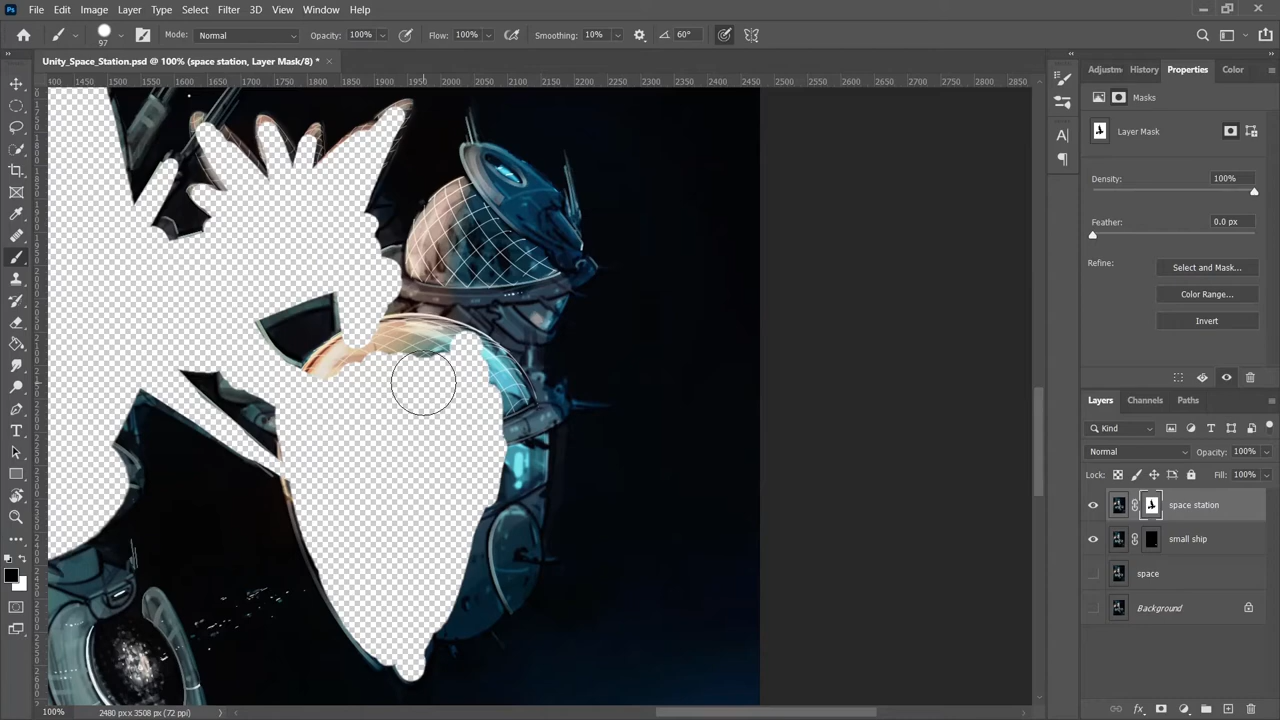 Ps File Edit Image Layer Type Select Filter 3D View Window Help
97 Mode: Normal Opacity: 100% Flow: 100% Smoothing: 10% 60°
Unity_Space_Station.psd @ 100% (space station, Layer Mask/8) * ×
400 1450 1500 1550 1600 1650 1700 1750 1800 1850 1900 1950 2000 2050 2100 2150 2200 2250 2300 2350 2400 2450 2500 2550 2600 2650 2700 2750 2800 2850
Adjustm History Properties Color
Masks
Layer Mask
Density: 100%
Feather: 0.0 px
Refine: Select and Mask...
Color Range...
Invert
Layers Channels Paths
Kind
Normal Opacity: 100%
Lock: Fill: 100%
space station
small ship
space
Background
100% 2480 px x 3508 px (72 ppi)